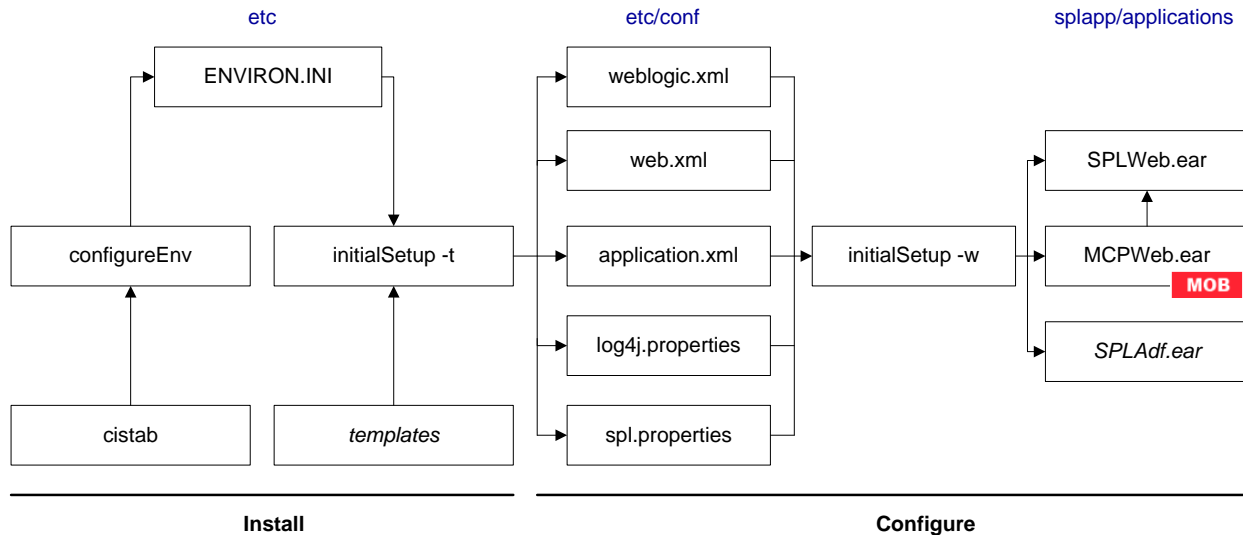 etc
etc/conf
splapp/applications
ENVIRON.INI
weblogic.xml
web.xml
SPLWeb.ear
configureEnv
initialSetup -t
application.xml
initialSetup -w
MCPWeb.ear
MOB
log4j.properties
SPLAdf.ear
cistab
templates
spl.properties
Install
Configure